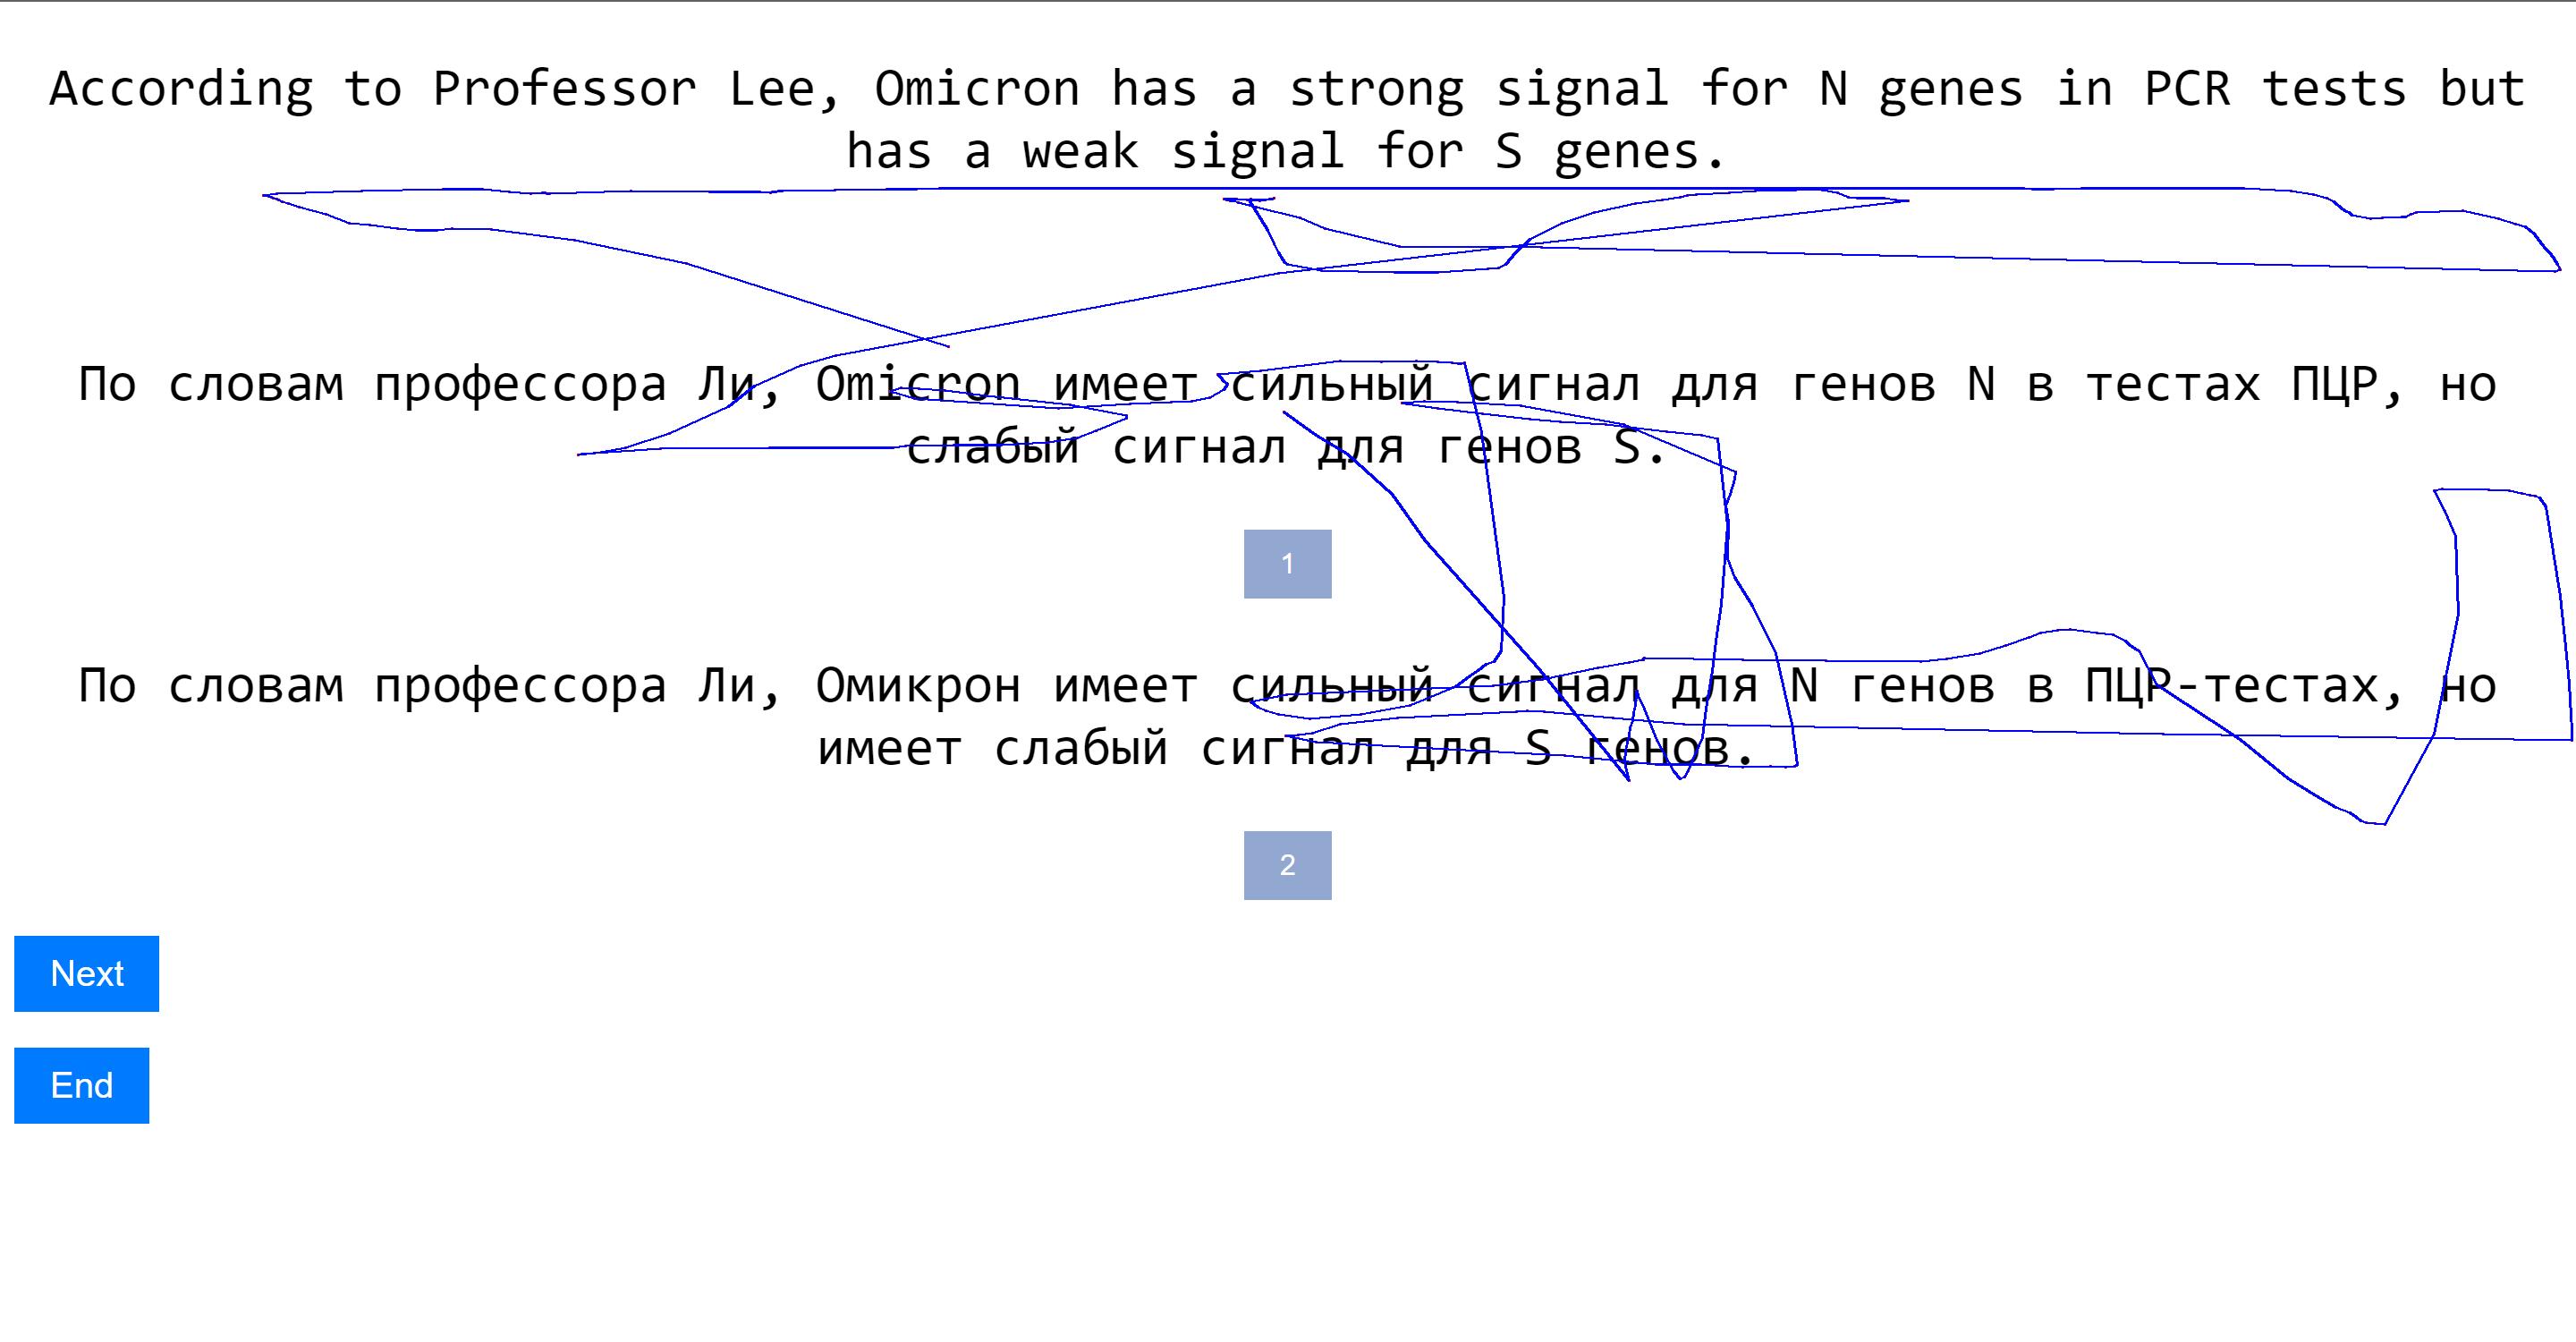 According to Professor Lee, Omicron has a strong signal for N genes in PCR tests but
has a weak signal for S genes.
По словам профессора Ли, Omicron имеет сильный сигнал для генов N в тестах ПЦР, но
слабый сигнал для генов S.
1
По словам профессора Ли, Омикрон имеет сильный сигнал для N генов в ПЦР-тестах, но
имеет слабый сигнал для S генов.
2
Next
End